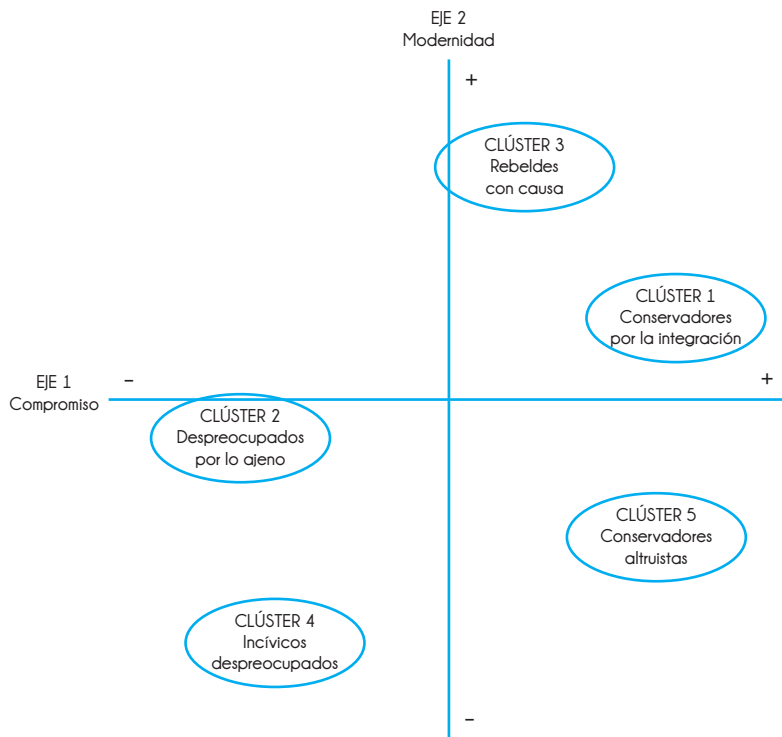 EJE 2
Modernidad
+
CLÚSTER 3
Rebeldes
con causa
CLÚSTER 1
Conservadores
por la integración
EJE 1
Compromiso
–
+
CLÚSTER 2
Despreocupados
por lo ajeno
CLÚSTER 5
Conservadores
altruistas
CLÚSTER 4
Incívicos
despreocupados
–